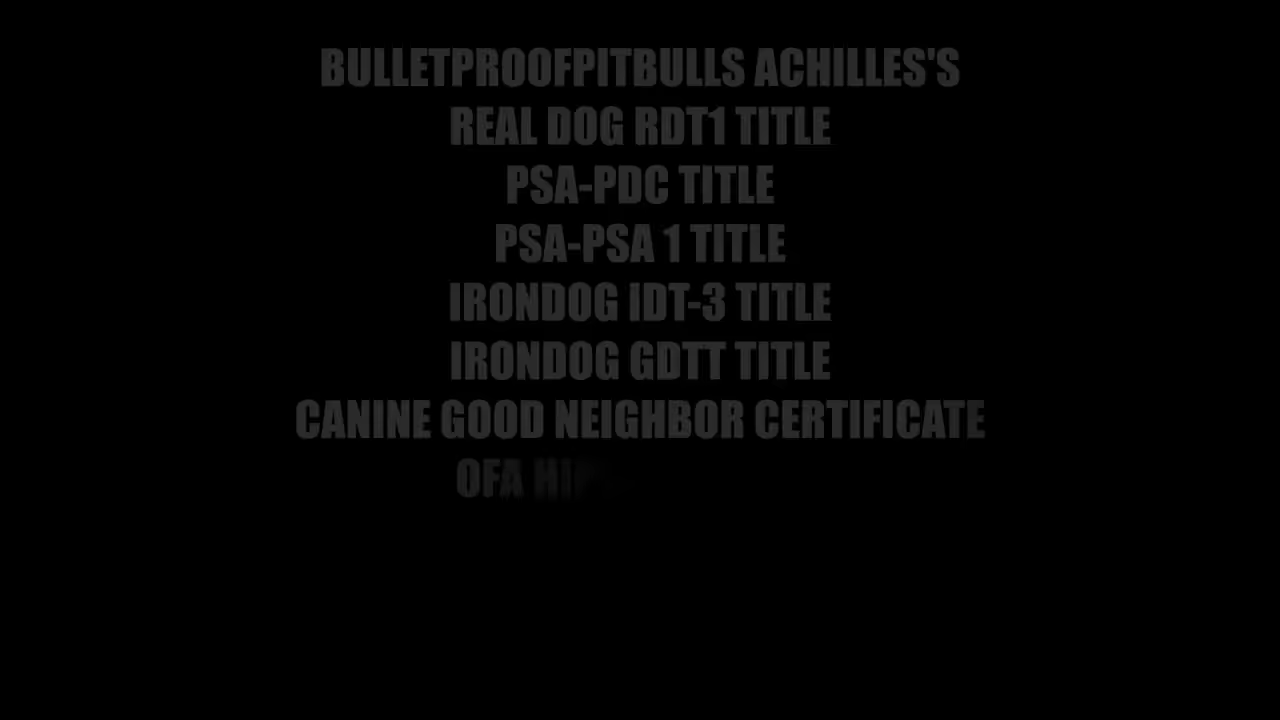 BULLETPROOFPITBULLS ACHILLES'S
REAL DOG RDT1 TITLE
PSA-PDC TITLE
PSA-PSA 1 TITLE
IRONDOG IDT-3 TITLE
IRONDOG GDTT TITLE
CANINE GOOD NEIGHBOR CERTIFICATE
OFA